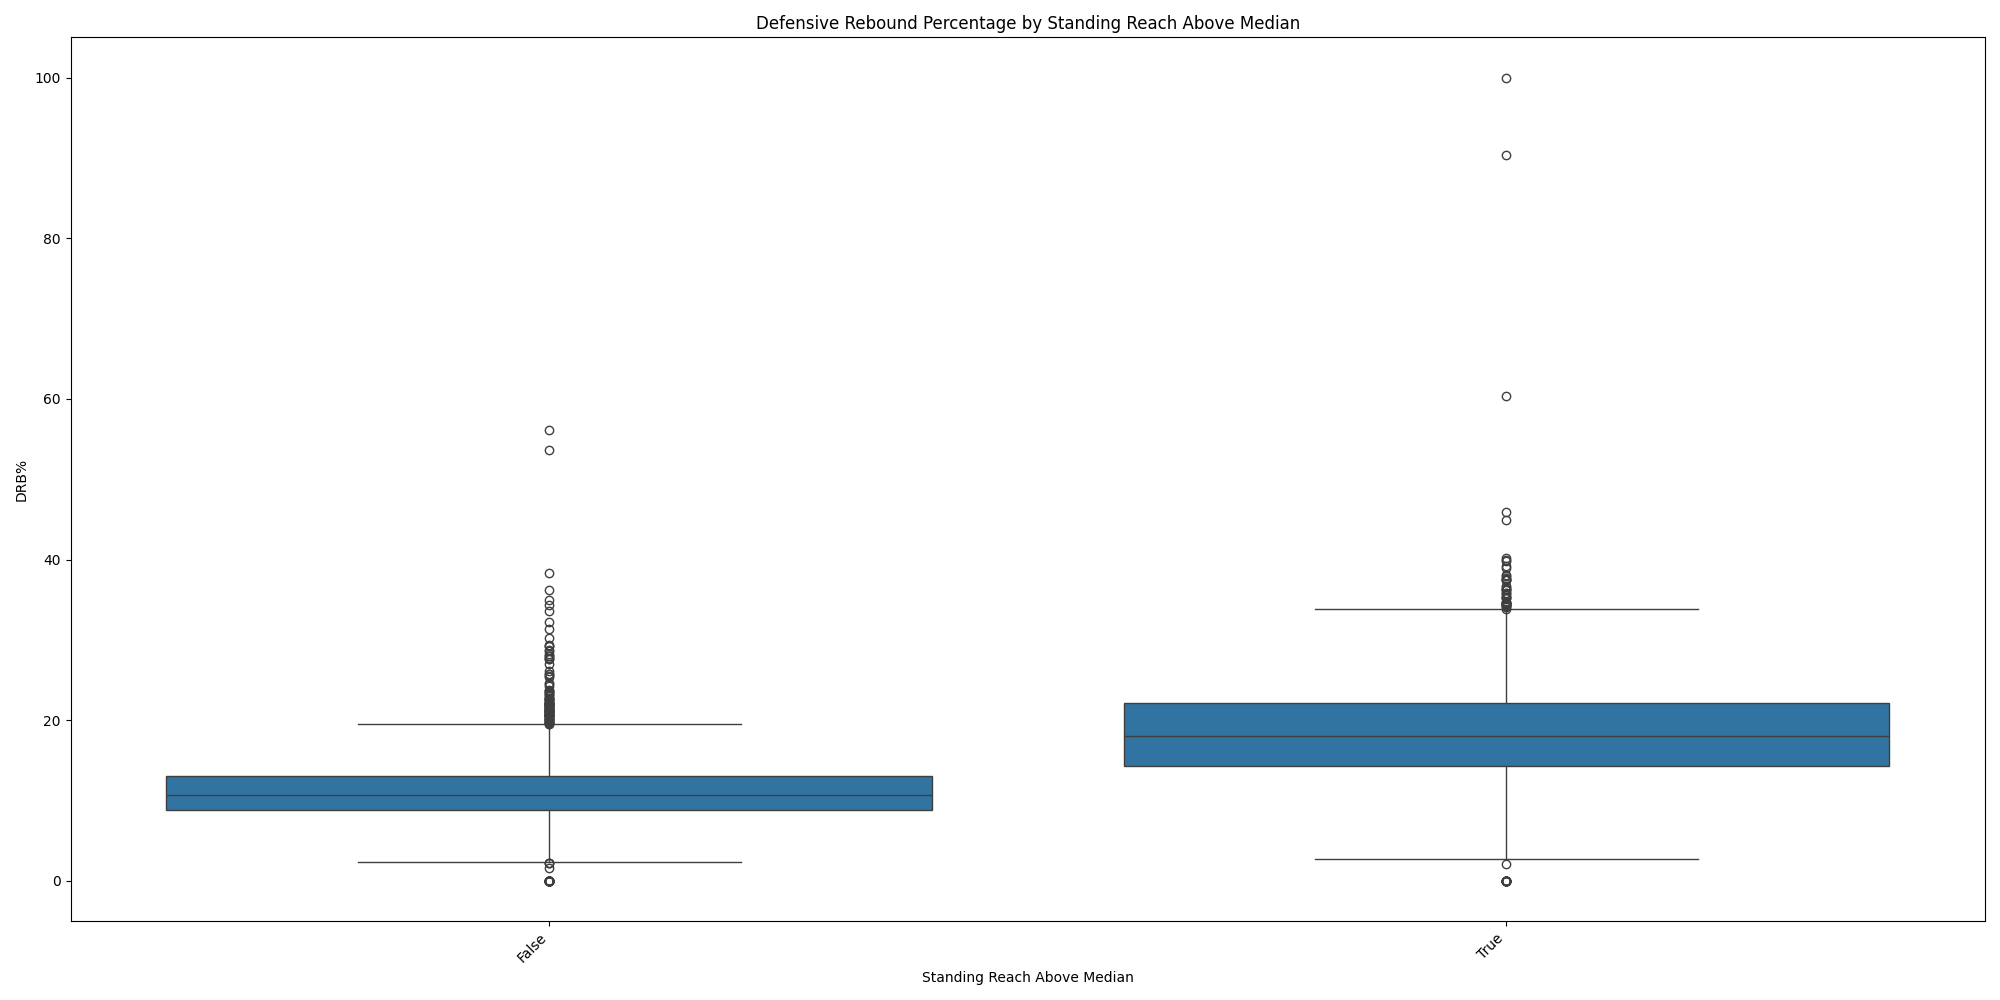 Defensive Rebound Percentage by Standing Reach Above Median
100
80
60
40
20
0
DRB%
False
True
Standing Reach Above Median